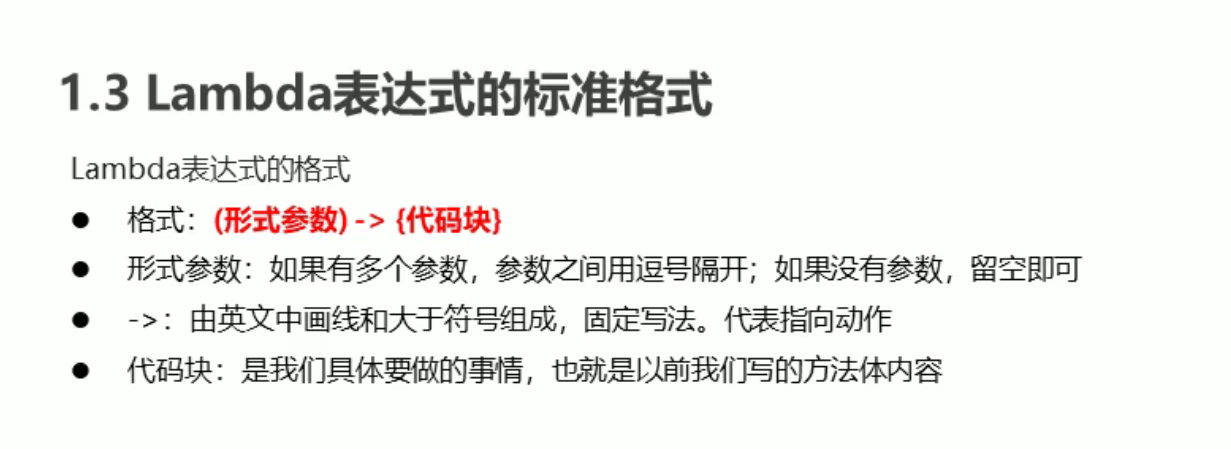 1.3 Lambda表达式的标准格式
Lambda表达式的格式
● 格式：(形式参数) -> {代码块}
● 形式参数：如果有多个参数，参数之间用逗号隔开；如果没有参数，留空即可
● ->：由英文中画线和大于符号组成，固定写法。代表指向动作
● 代码块：是我们具体要做的事情，也就是以前我们写的方法体内容